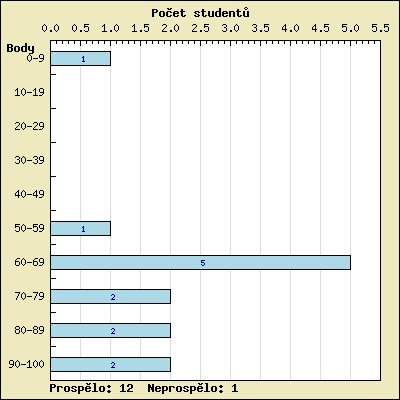 Počet studentů
0.0 0.5 1.0 1.5 2.0 2.5 3.0 3.5 4.0 4.5 5.0 5.5
Body
0-9 1
10-19
20-29
30-39
40-49
50-59 1
60-69 5
70-79 2
80-89 2
90-100 2
Prospělo: 12 Neprospělo: 1